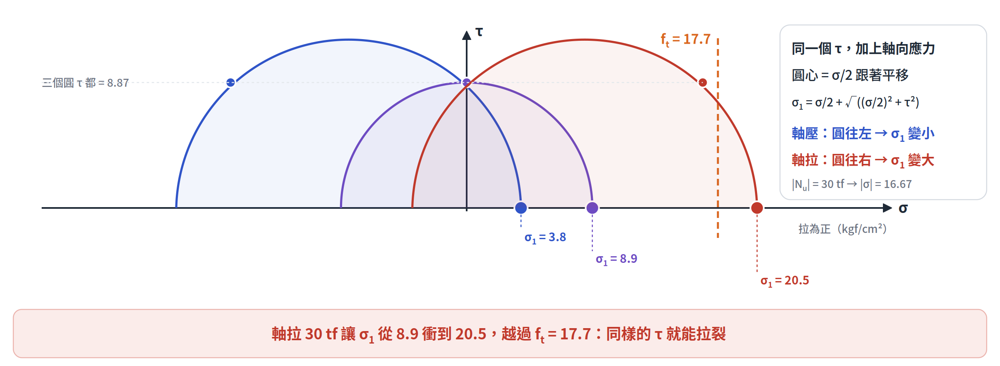 τ
f_t = 17.7
三個圓 τ 都 = 8.87
同一個 τ，加上軸向應力
圓心 = σ/2 跟著平移
σ₁ = σ/2 + √((σ/2)² + τ²)
軸壓：圓往左 → σ₁ 變小
軸拉：圓往右 → σ₁ 變大
|Nᵤ| = 30 tf → |σ| = 16.67
σ
拉為正（kgf/cm²）
σ₁ = 3.8
σ₁ = 8.9
σ₁ = 20.5
軸拉 30 tf 讓 σ₁ 從 8.9 衝到 20.5，越過 f_t = 17.7：同樣的 τ 就能拉裂